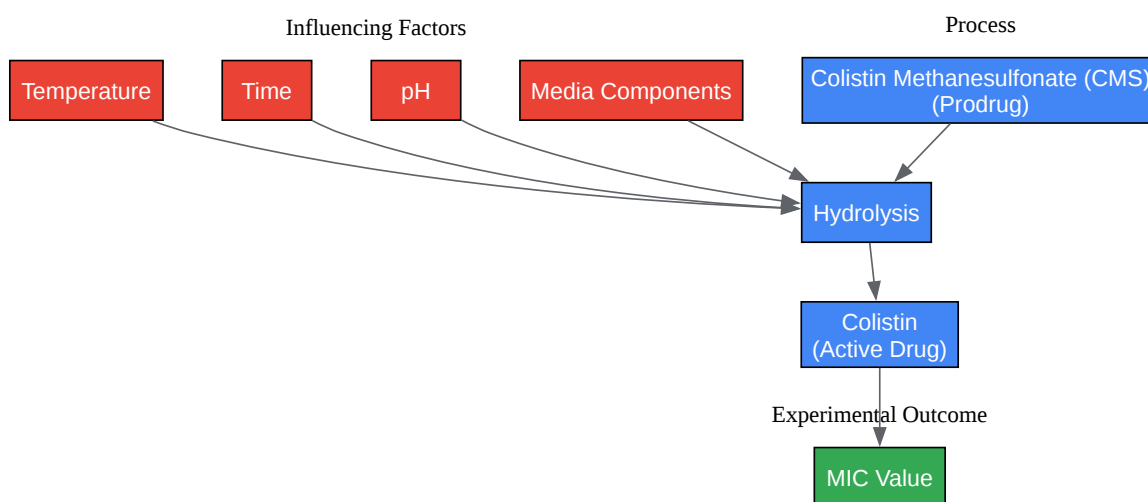 Influencing Factors
Process
Temperature
Time
pH
Media Components
Colistin Methanesulfonate (CMS)
(Prodrug)
Hydrolysis
Colistin
(Active Drug)
Experimental Outcome
MIC Value